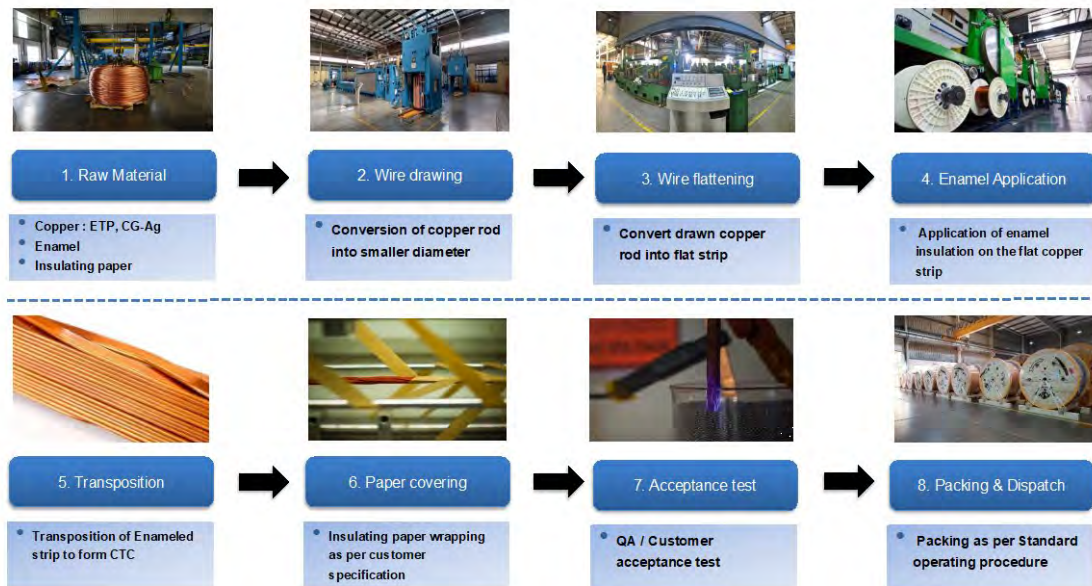 1. Raw Material
2. Wire drawing
3. Wire flattening
4. Enamel Application
Copper : ETP, CG-Ag
Enamel
Insulating paper
Conversion of copper rod
into smaller diameter
Convert drawn copper
rod into flat strip
Application of enamel
insulation on the flat copper
strip
5. Transposition
6. Paper covering
7. Acceptance test
8. Packing & Dispatch
Transposition of Enameled
strip to form CTC
Insulating paper wrapping
as per customer
specification
QA / Customer
acceptance test
Packing as per Standard
operating procedure